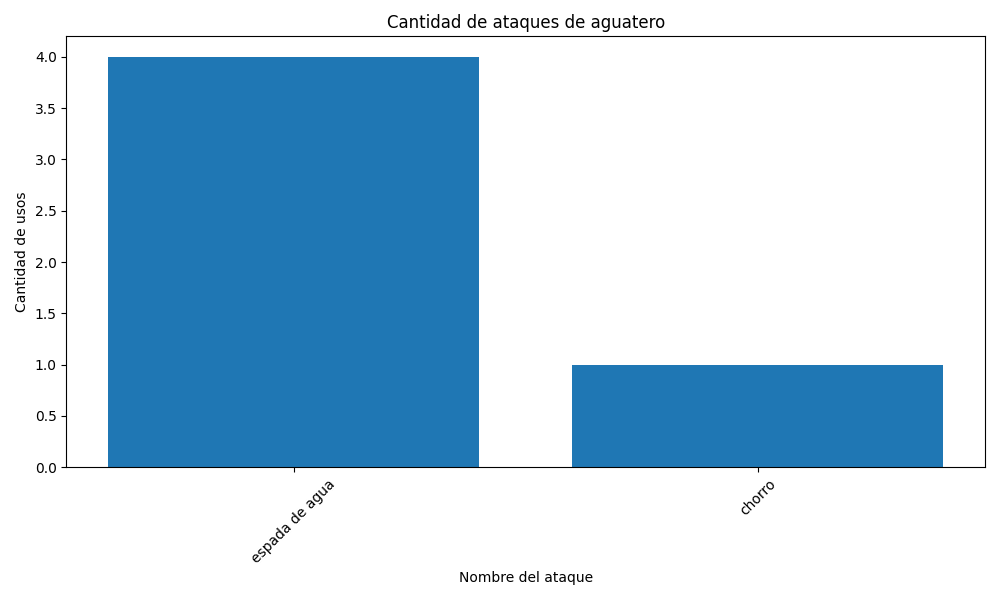 Cantidad de ataques de aguatero
Cantidad de usos
4.0
3.5
3.0
2.5
2.0
1.5
1.0
0.5
0.0
espada de agua
chorro
Nombre del ataque